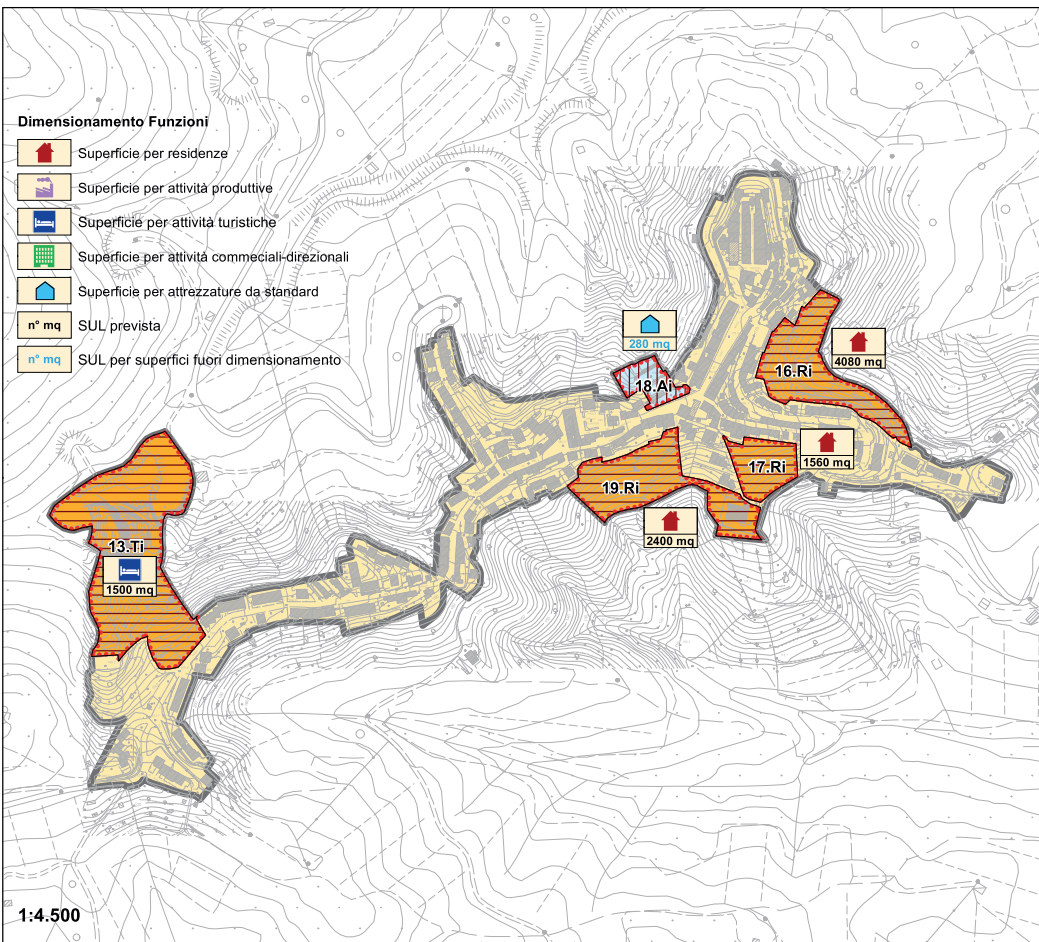 Dimensionamento Funzioni
Superficie per residenze
Superficie per attività produttive
Superficie per attività turistiche
Superficie per attività commeciali-direzionali
Superficie per attrezzature da standard
n° mq SUL prevista
n° mq SUL per superfici fuori dimensionamento
280 mq
18.Ai
16.Ri
4080 mq
1560 mq
17.Ri
19.Ri
2400 mq
13.Ti
1500 mq
1:4.500